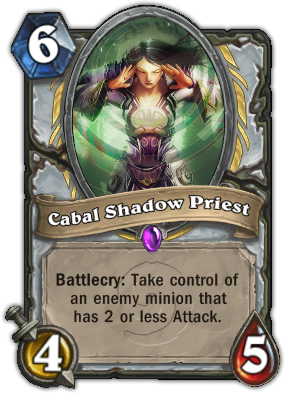 6
Cabal Shadow Priest
Battlecry: Take control of
an enemy minion that
has 2 or less Attack.
4
5